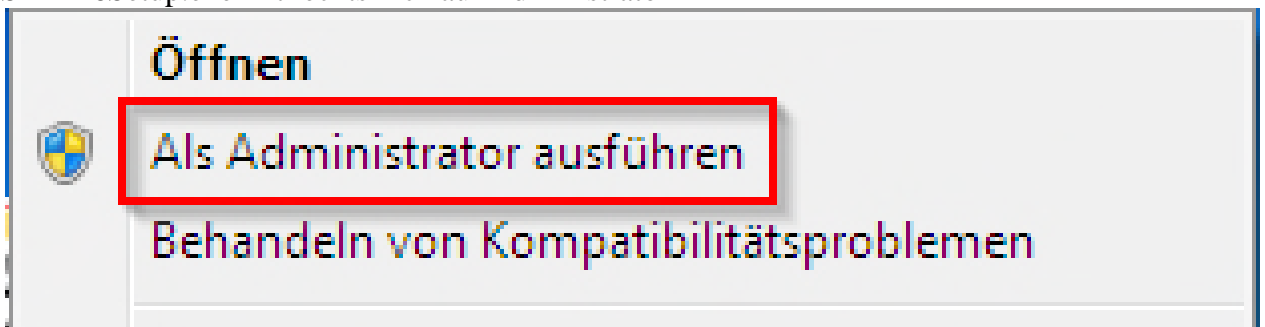 Öffnen
Als Administrator ausführen
Behandeln von Kompatibilitätsproblemen